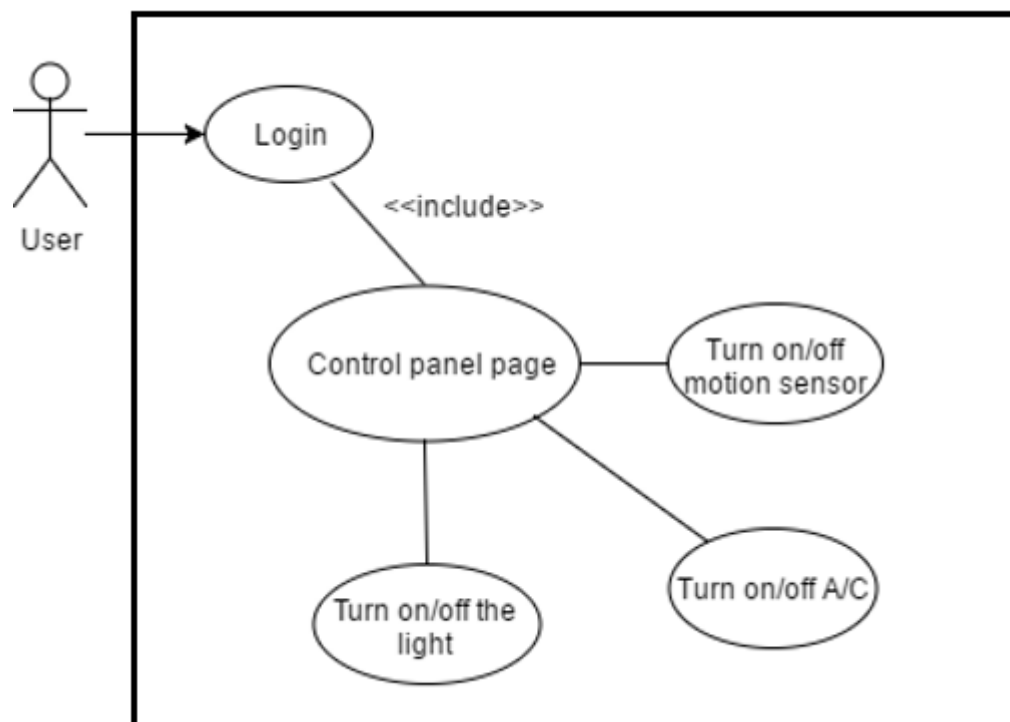 Login
<<include>>
User
Control panel page
Turn on/off
motion sensor
Turn on/off A/C
Turn on/off the
light